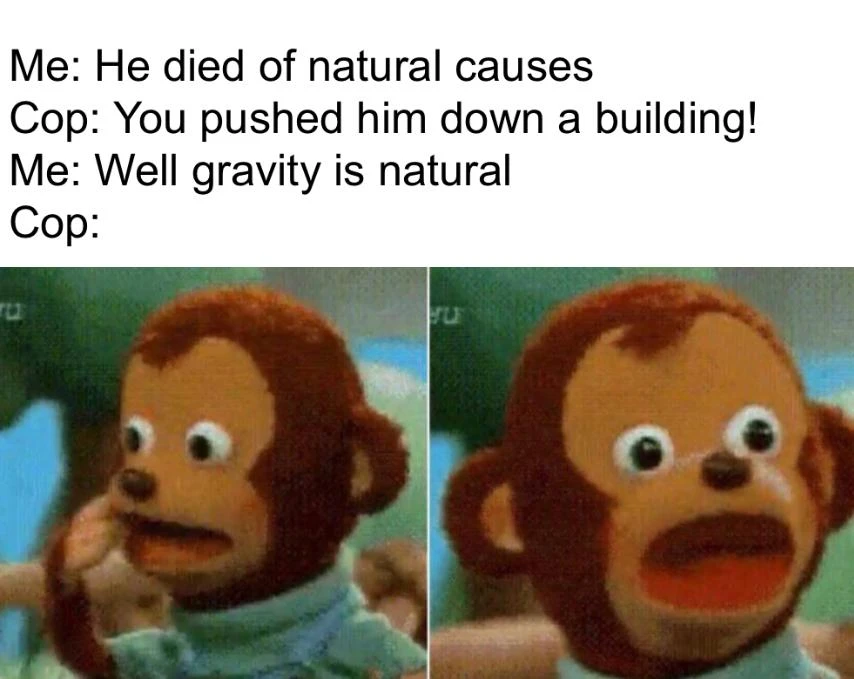 Me: He died of natural causes
Cop: You pushed him down a building!
Me: Well gravity is natural
Cop: